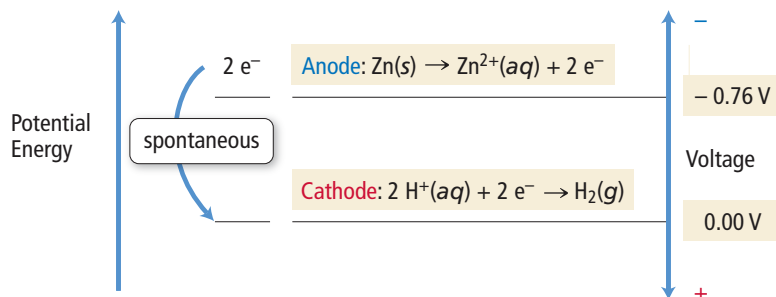 −
2 e⁻
Anode: Zn(s) → Zn²⁺(aq) + 2 e⁻
− 0.76 V
Potential
Energy
spontaneous
Voltage
Cathode: 2 H⁺(aq) + 2 e⁻ → H₂(g)
0.00 V
+